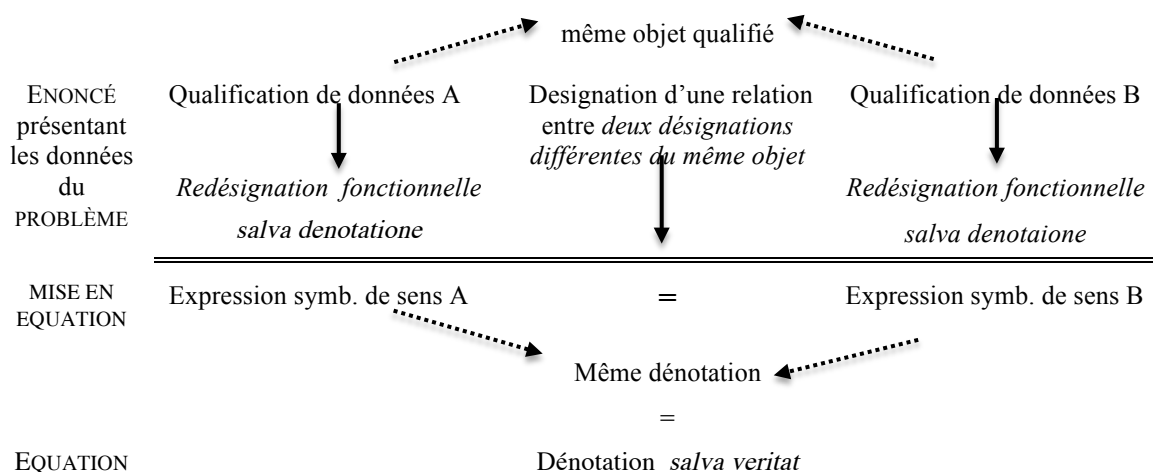 même objet qualifié
ENONCÉ
présentant
les données
du
PROBLÈME
Qualification de données A
Redésignation fonctionnelle
salva denotatione
Designation d’une relation
entre deux désignations
différentes du même objet
Qualification de données B
Redésignation fonctionnelle
salva denotaione
MISE EN
EQUATION
Expression symb. de sens A
=
Expression symb. de sens B
Même dénotation
=
EQUATION
Dénotation salva veritat